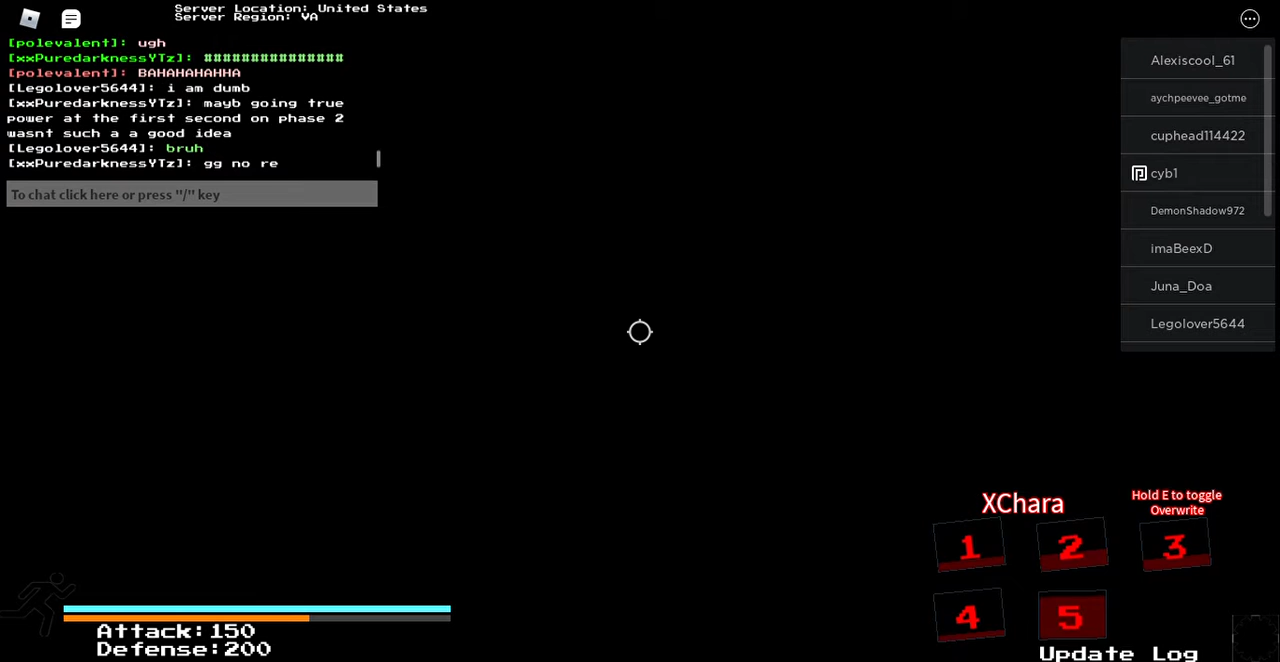 Server Location: United States
Server Region: VA
[polevalent]: ugh
[xxPuredarknessYTz]: ###############
[polevalent]: BAHAHAHAHHA
[Legolover5644]: i am dumb
[xxPuredarknessYTz]: mayb going true
power at the first second on phase 2
wasnt such a a good idea
[Legolover5644]: bruh
[xxPuredarknessYTz]: gg no re
To chat click here or press "/" key
Alexiscool_61
aychpeevee_gotme
cuphead114422
cyb1
DemonShadow972
imaBeexD
Juna_Doa
Legolover5644
XChara
Hold E to toggle
Overwrite
1 2 3
4 5
Attack:150
Defense:200
Update Log